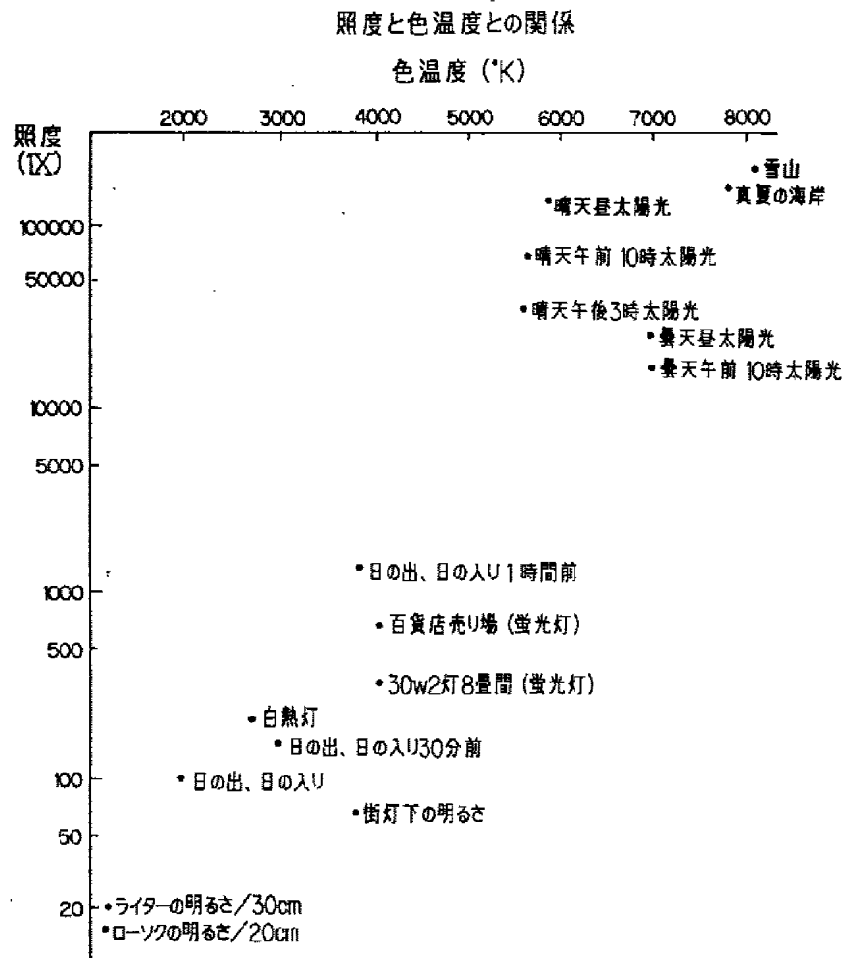 照度と色温度との関係
色温度 (°K)
2000 3000 4000 5000 6000 7000 8000
照度
(lX)
雪山
真夏の海岸
晴天昼太陽光
100000
晴天午前10時太陽光
50000
晴天午後3時太陽光
曇天昼太陽光
曇天午前10時太陽光
10000
5000
日の出、日の入り1時間前
1000
百貨店売り場 (蛍光灯)
500
30w2灯8畳間 (蛍光灯)
白熱灯
日の出、日の入り30分前
100
日の出、日の入り
街灯下の明るさ
50
20
ライターの明るさ/30cm
ローソクの明るさ/20cm